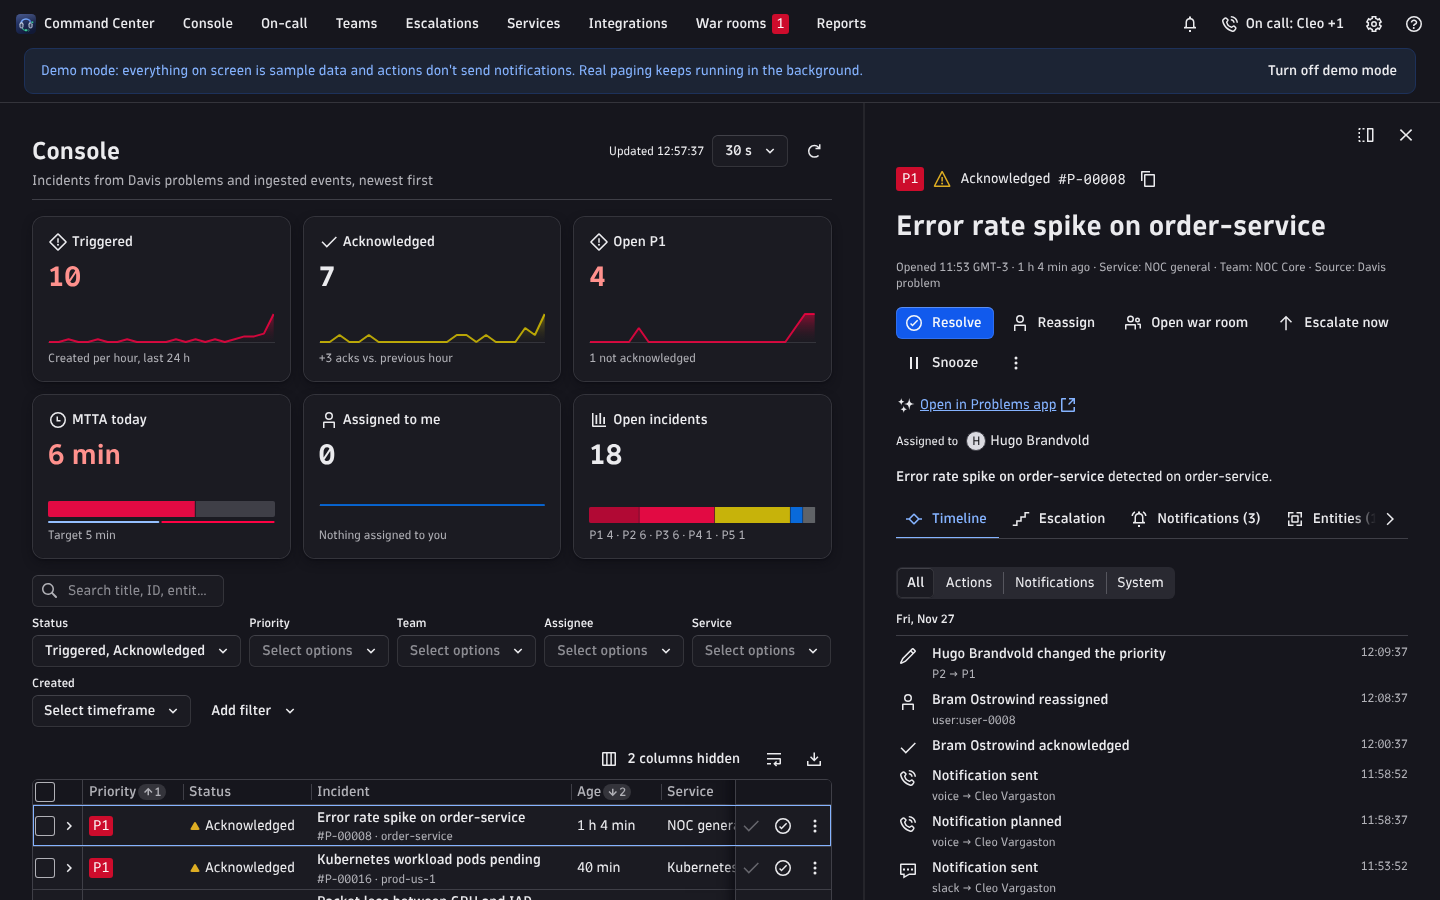 Command Center Console On-call Teams Escalations Services Integrations War rooms 1 Reports On call: Cleo +1
Demo mode: everything on screen is sample data and actions don't send notifications. Real paging keeps running in the background. Turn off demo mode
Console
Updated 12:57:37 30 s
Incidents from Davis problems and ingested events, newest first
Triggered
10
Created per hour, last 24 h
Acknowledged
7
+3 acks vs. previous hour
Open P1
4
1 not acknowledged
MTTA today
6 min
Target 5 min
Assigned to me
0
Nothing assigned to you
Open incidents
18
P1 4 · P2 6 · P3 6 · P4 1 · P5 1
Search title, ID, entit...
Status Priority Team Assignee Service
Triggered, Acknowledged Select options Select options Select options Select options
Created
Select timeframe Add filter
2 columns hidden
Priority 1 Status Incident Age 2 Service
P1 Acknowledged Error rate spike on order-service 1 h 4 min NOC gener
#P-00008 · order-service
P1 Acknowledged Kubernetes workload pods pending 40 min Kubernetes
#P-00016 · prod-us-1
P1 Acknowledged #P-00008
Error rate spike on order-service
Opened 11:53 GMT-3 · 1 h 4 min ago · Service: NOC general · Team: NOC Core · Source: Davis
problem
Resolve Reassign Open war room Escalate now
Snooze
Open in Problems app
Assigned to H Hugo Brandvold
Error rate spike on order-service detected on order-service.
Timeline Escalation Notifications (3) Entities
All Actions Notifications System
Fri, Nov 27
Hugo Brandvold changed the priority 12:09:37
P2 → P1
Bram Ostrowind reassigned 12:08:37
user:user-0008
Bram Ostrowind acknowledged 12:00:37
Notification sent 11:58:52
voice → Cleo Vargaston
Notification planned 11:58:37
voice → Cleo Vargaston
Notification sent 11:53:52
slack → Cleo Vargaston